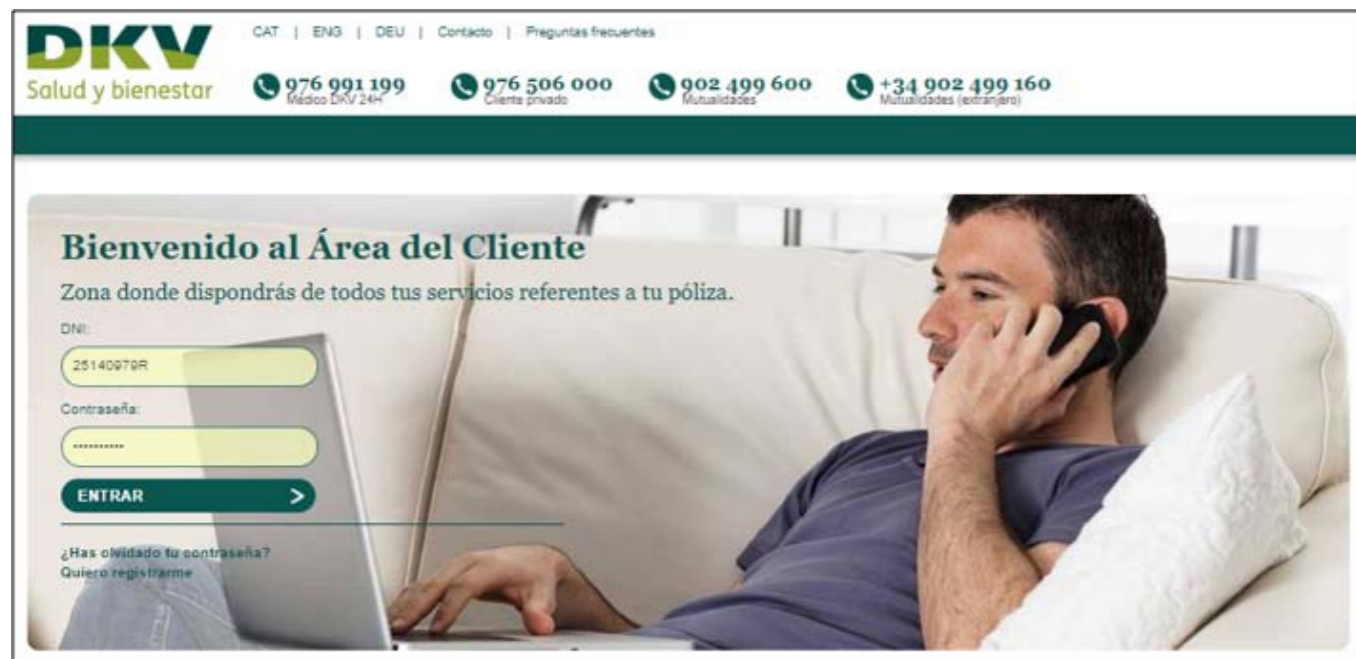 DKV
Salud y bienestar
CAT | ENG | DEU | Contacto | Preguntas frecuentes
976 991 199
Médico DKV 24H
976 506 000
Cliente privado
902 499 600
Mutualidades
+34 902 499 160
Mutualidades (extranjero)
Bienvenido al Área del Cliente
Zona donde dispondrás de todos tus servicios referentes a tu póliza.
DNI:
25140979R
Contraseña:
ENTRAR >
¿Has olvidado tu contraseña?
Quiero registrarme